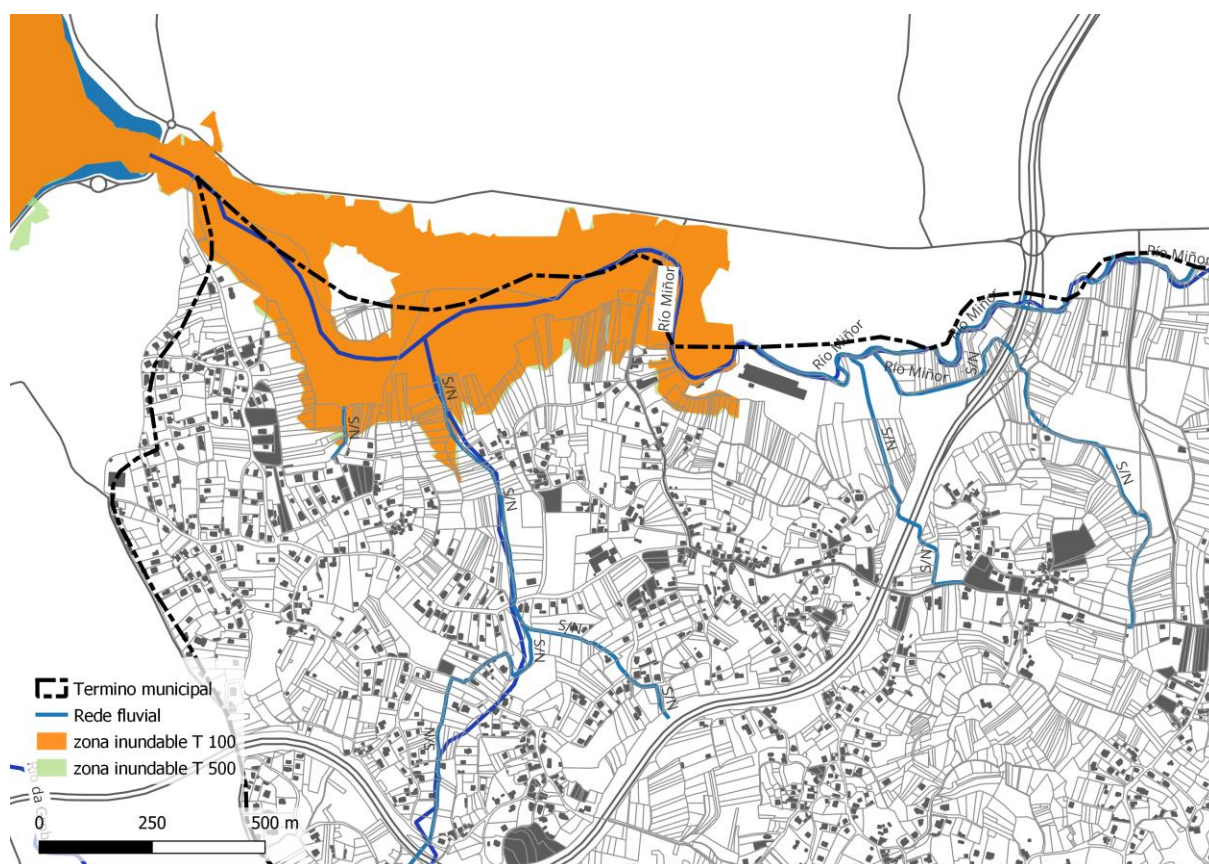 Río Miñor
Río Miñor
Río Miñor
Río Miñor
Río Miñor
S/N
S/N
S/N
S/N
S/N
S/N
S/N
S/N
S/N
S/N
S/N
S/N
Termino municipal
Rede fluvial
zona inundable T 100
zona inundable T 500
0 250 500 m